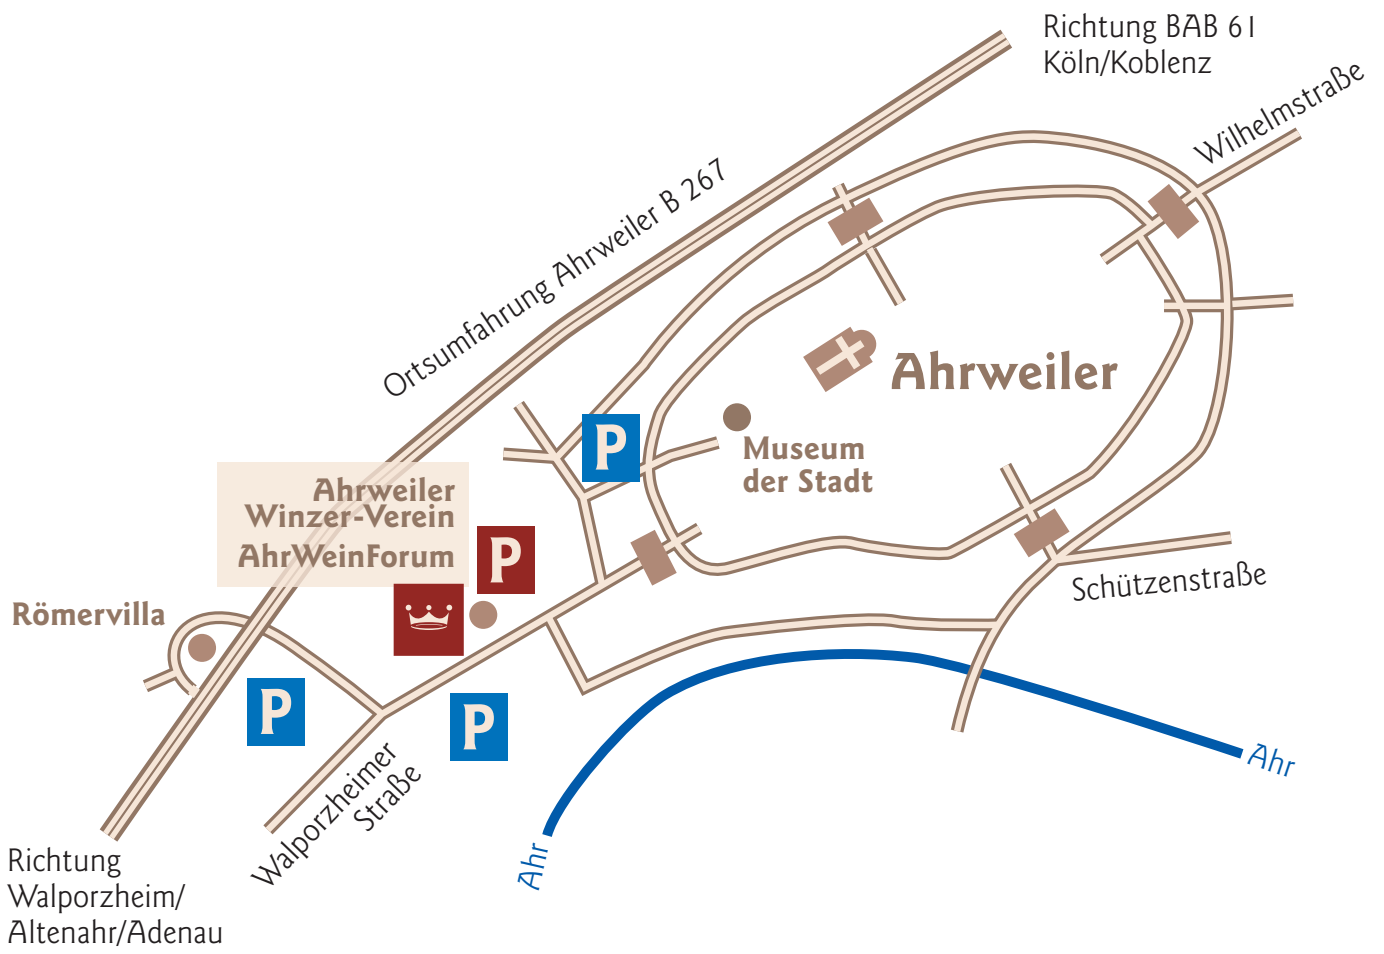 Richtung BAB 61
Köln/Koblenz
Wilhelmstraße
Ortsumfahrung Ahrweiler B 267
Ahrweiler
P
Museum
der Stadt
Ahrweiler
Winzer-Verein
AhrWeinForum
P
Schützenstraße
Römervilla
P
P
Walporzheimer
Straße
Ahr
Ahr
Richtung
Walporzheim/
Altenahr/Adenau